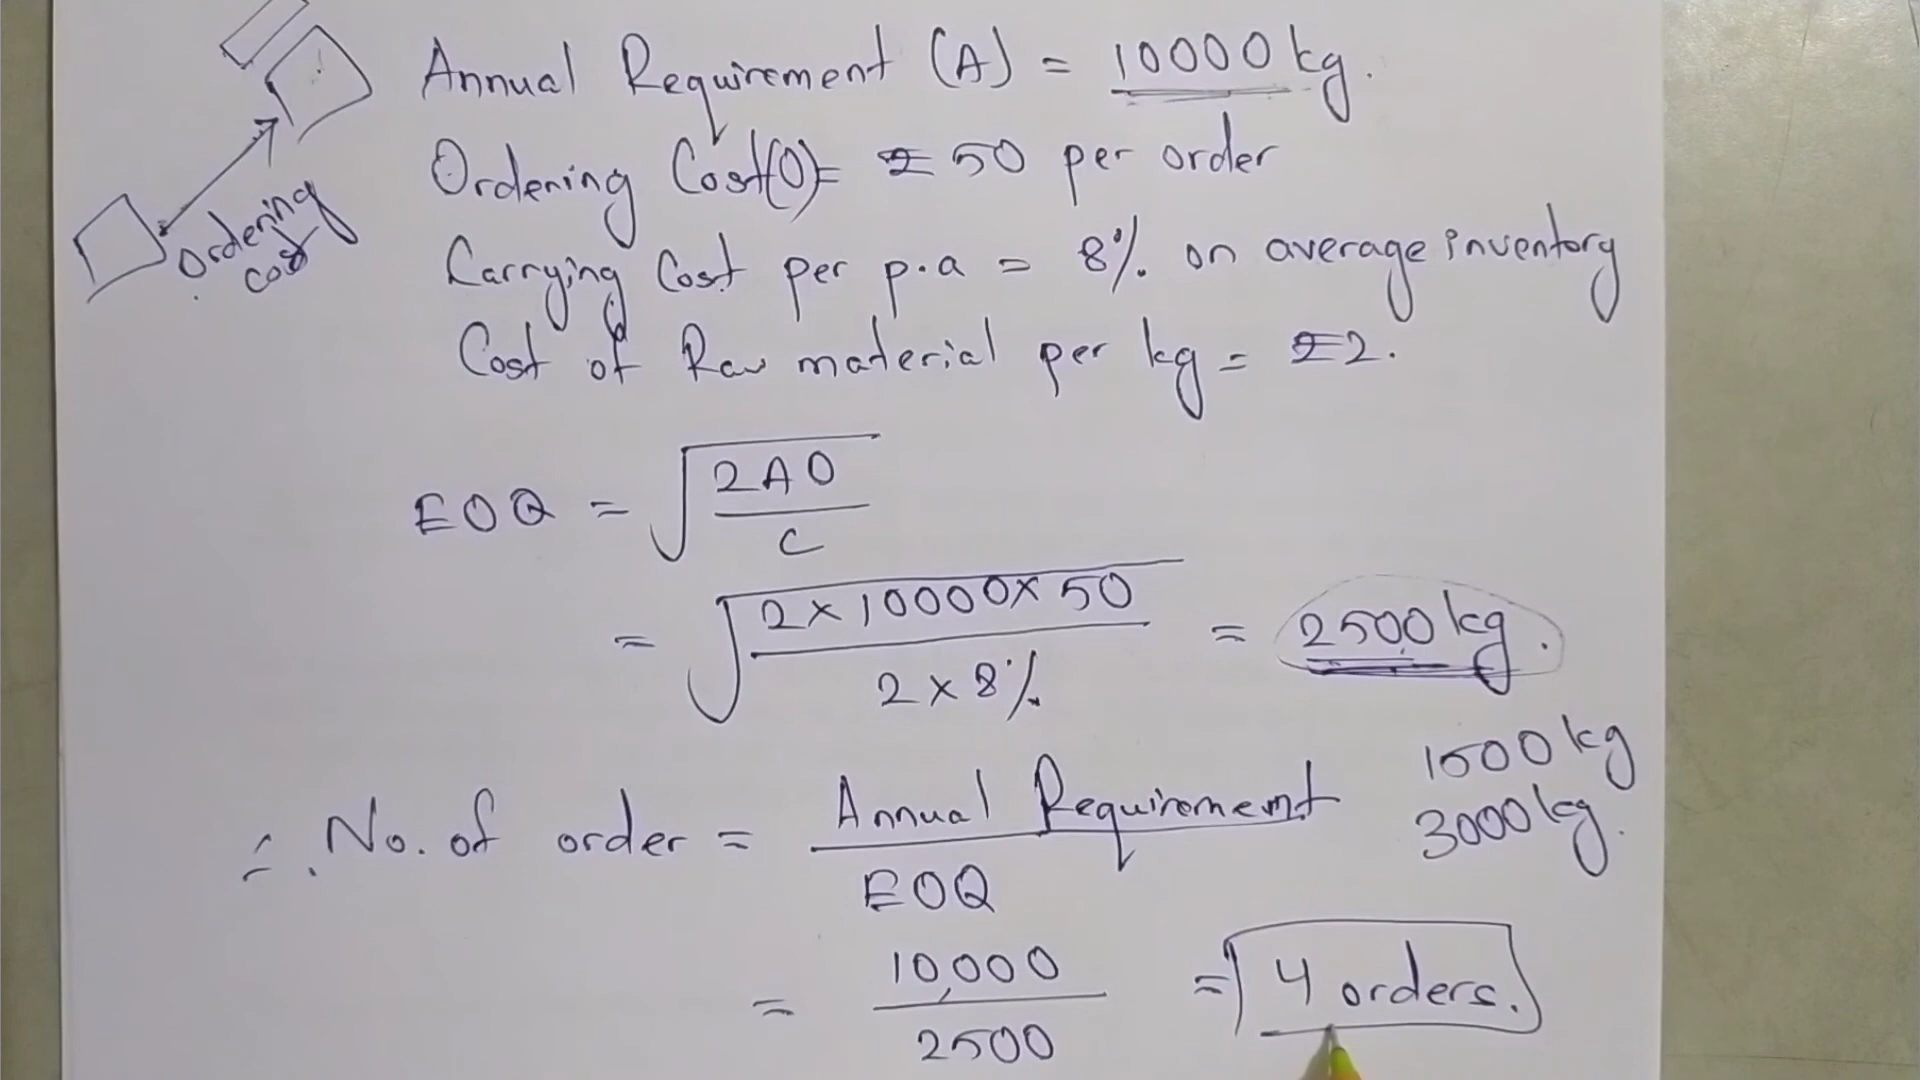 Annual Requirement (A) = 10000 kg.
Ordering Cost (O) = ₹ 50 per order
Ordering cost
Carrying Cost per p.a = 8% on average inventory
Cost of Raw material per kg = ₹2.
EOQ = √ 2AO / C
= √ 2 × 10000 × 50 / 2 × 8% = 2500 kg.
1500 kg
3000 kg.
∴ No. of order = Annual Requirement / EOQ
= 10,000 / 2500 = 4 orders.